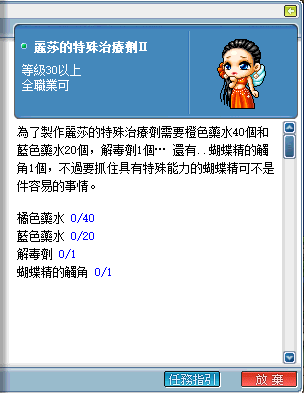 麗莎的特殊治療劑II
等級30以上
全職業可
為了製作麗莎的特殊治療劑需要橙色藥水40個和
藍色藥水20個，解毒劑1個… 還有..蝴蝶精的觸
角1個，不過要抓住具有特殊能力的蝴蝶精可不是
件容易的事情。
橘色藥水 0/40
藍色藥水 0/20
解毒劑 0/1
蝴蝶精的觸角 0/1
任務指引
放棄